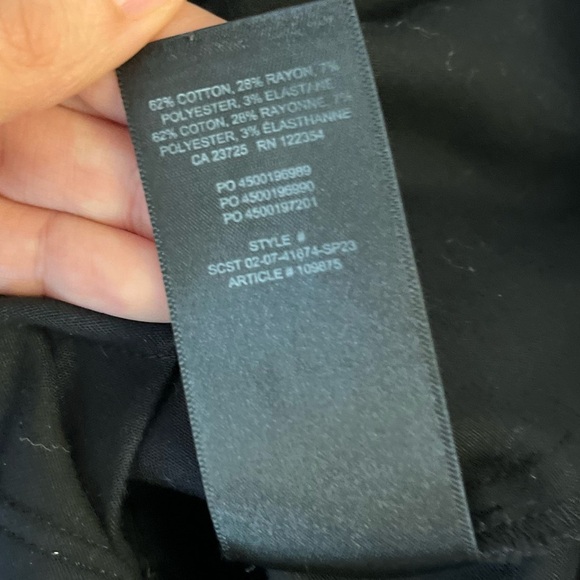 62% COTTON, 28% RAYON, 7%
POLYESTER, 3% ELASTANE
62% COTON, 28% RAYONNE, 7%
POLYESTER, 3% ÉLASTHANNE
CA 23725 RN 122354
PO 4500196989
PO 4500196990
PO 4500197201
STYLE #
SCST 02-07-41674-SP23
ARTICLE # 109875